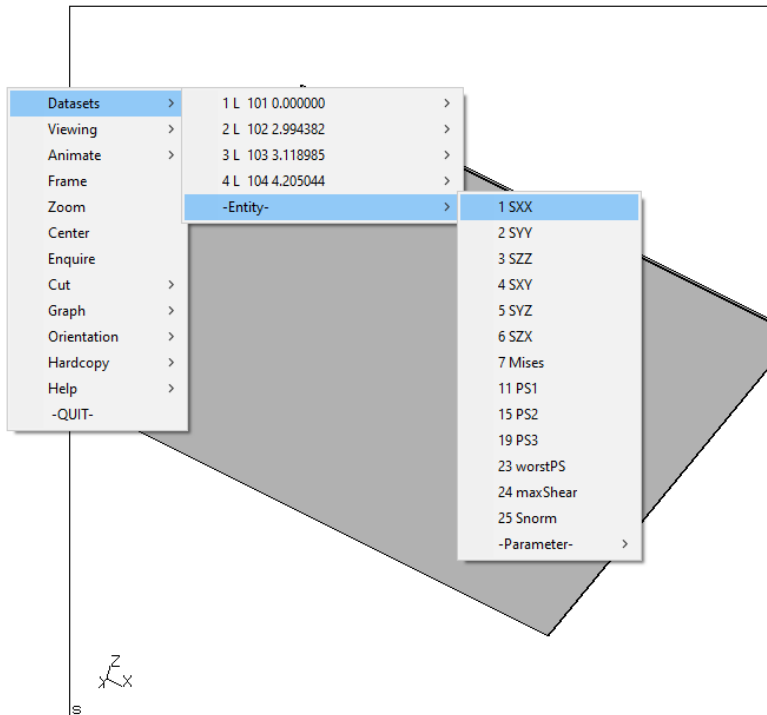 Datasets
Viewing
Animate
Frame
Zoom
Center
Enquire
Cut
Graph
Orientation
Hardcopy
Help
-QUIT-
1 L 101 0.000000
2 L 102 2.994382
3 L 103 3.118985
4 L 104 4.205044
-Entity-
1 SXX
2 SYY
3 SZZ
4 SXY
5 SYZ
6 SZX
7 Mises
11 PS1
15 PS2
19 PS3
23 worstPS
24 maxShear
25 Snorm
-Parameter-
Z
Y X
s